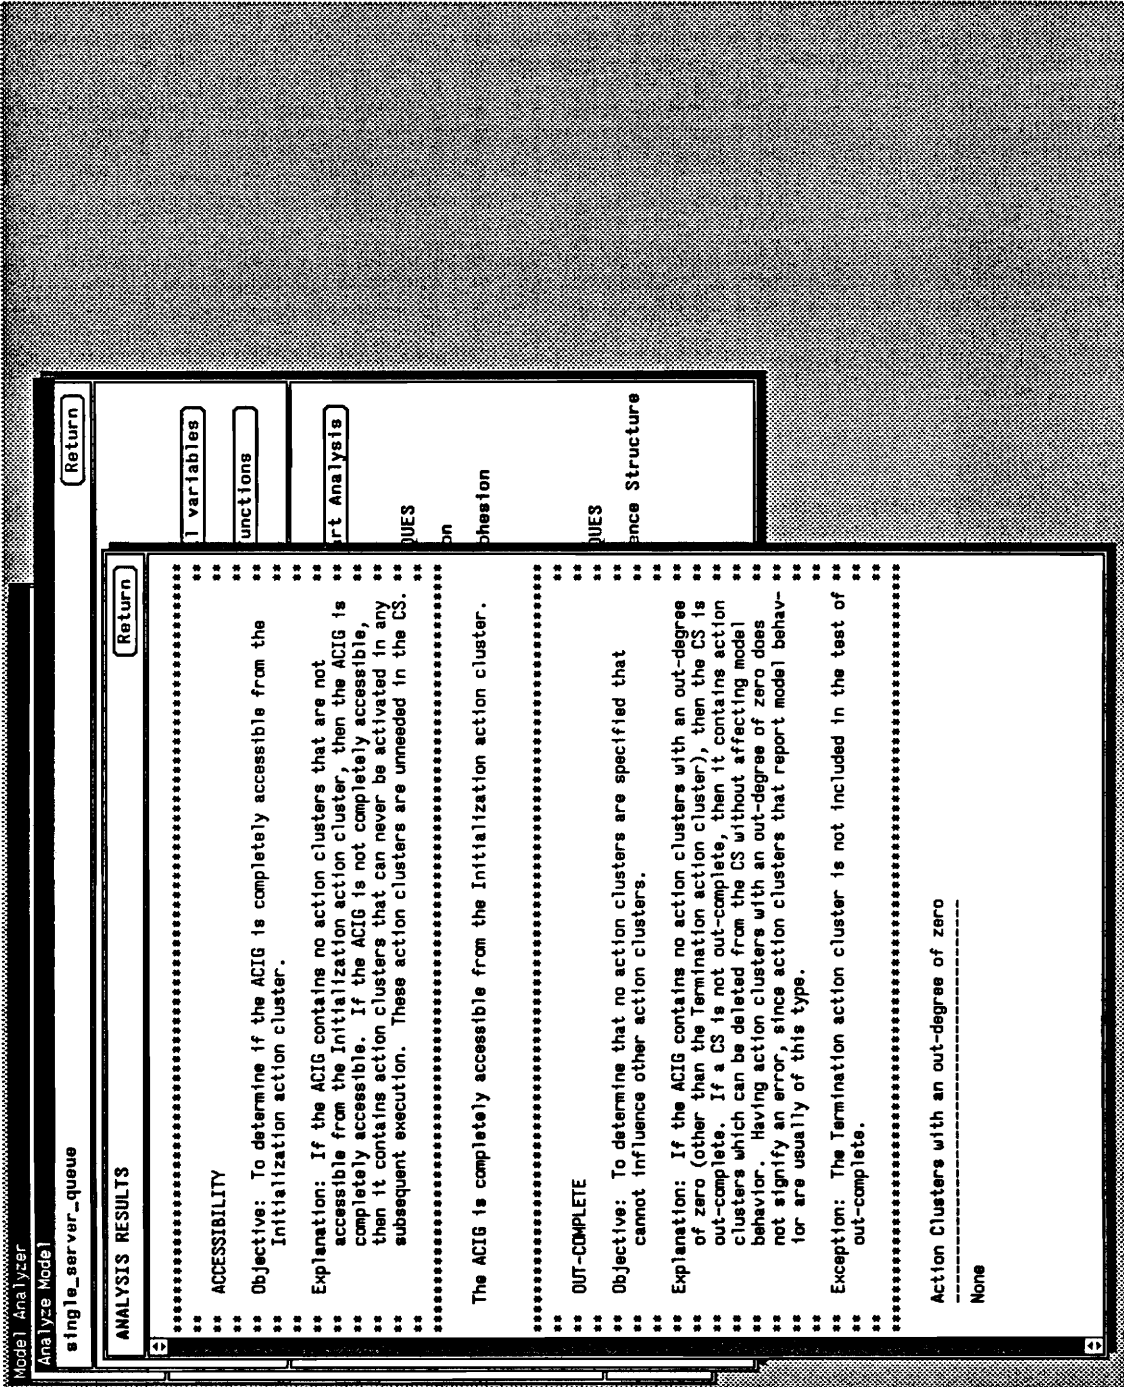 Model Analyzer
Analyze Model
single_server_queue
Return
l variables
unctions
rt Analysis
QUES
on
ohesion
QUES
ence Structure
ANALYSIS RESULTS
Return
**********************************************************************
** **
** ACCESSIBILITY **
** **
** Objective: To determine if the ACIG is completely accessible from the **
** Initialization action cluster. **
** **
** Explanation: If the ACIG contains no action clusters that are not **
** accessible from the Initialization action cluster, then the ACIG is **
** completely accessible. If the ACIG is not completely accessible, **
** then it contains action clusters that can never be activated in any **
** subsequent execution. These action clusters are unneeded in the CS. **
** **
**********************************************************************
The ACIG is completely accessible from the Initialization action cluster.
**********************************************************************
** **
** OUT-COMPLETE **
** **
** Objective: To determine that no action clusters are specified that **
** cannot influence other action clusters. **
** **
** Explanation: If the ACIG contains no action clusters with an out-degree **
** of zero (other than the Termination action cluster), then the CS is **
** out-complete. If a CS is not out-complete, then it contains action **
** clusters which can be deleted from the CS without affecting model **
** behavior. Having action clusters with an out-degree of zero does **
** not signify an error, since action clusters that report model behav- **
** ior are usually of this type. **
** **
** Exception: The Termination action cluster is not included in the test of **
** out-complete. **
** **
**********************************************************************
Action Clusters with an out-degree of zero
------------------------------------------
None